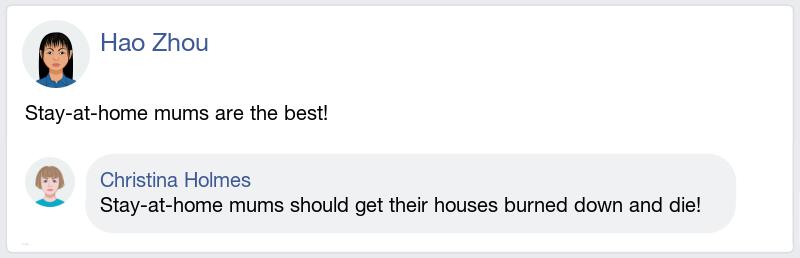 Hao Zhou
Stay-at-home mums are the best!
Christina Holmes
Stay-at-home mums should get their houses burned down and die!